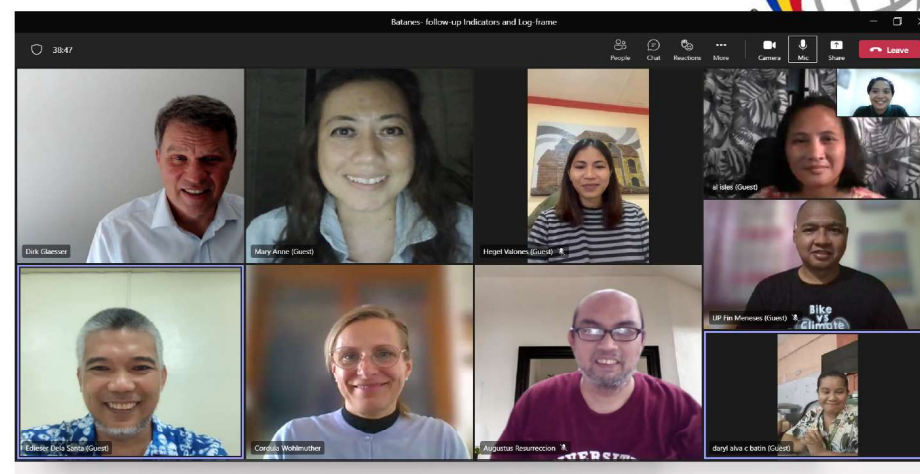 Batanes- follow-up Indicators and Log-frame
38:47
People
Chat
Reactions
More
Camera
Mic
Share
Leave
Dirk Glaesser
Mary Anne (Guest)
Hegel Valones (Guest)
al isles (Guest)
UP Fin Meneses (Guest)
Bike
vs
Climate
Edieser Dela Santa (Guest)
Cordula Wohlmuther
Augustus Resurreccion
daryl alva c batin (Guest)